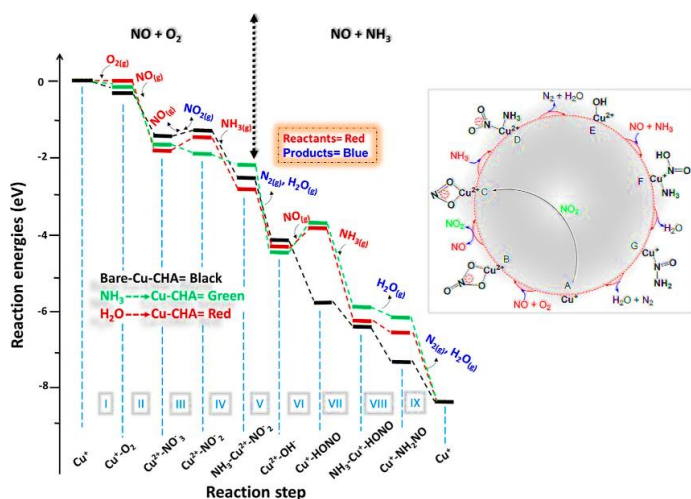 NO + O2
NO + NH3
Reaction energies (eV)
0
-2
-4
-6
-8
O2(g)
NO(g)
NO(g)
NO2(g)
NH3(g)
Reactants= Red
Products= Blue
N2(g), H2O(g)
NO(g)
NH3(g)
H2O(g)
N2(g), H2O(g)
Bare-Cu-CHA= Black
NH3 Cu-CHA= Green
H2O Cu-CHA= Red
I II III IV V VI VII VIII IX
Cu+
Cu+-O2
Cu2+-NO-3
Cu2+-NO-2
NH3-Cu2+-NO-2
Cu2+-OH-
Cu+-HONO
NH3-Cu+-HONO
Cu+-NH2NO
Cu+
Reaction step
N2 + H2O
OH
Cu2+
E
NO + NH3
HO
N
O
Cu+
NH3
F
H2O
G
Cu+
N
O
NH2
H2O + N2
A
Cu+
NO + O2
B
Cu2+
O
O
N
O
NO
NO2
C
Cu2+
O
O
N
NH3
O
N
O
NH3
Cu2+
D
NO2